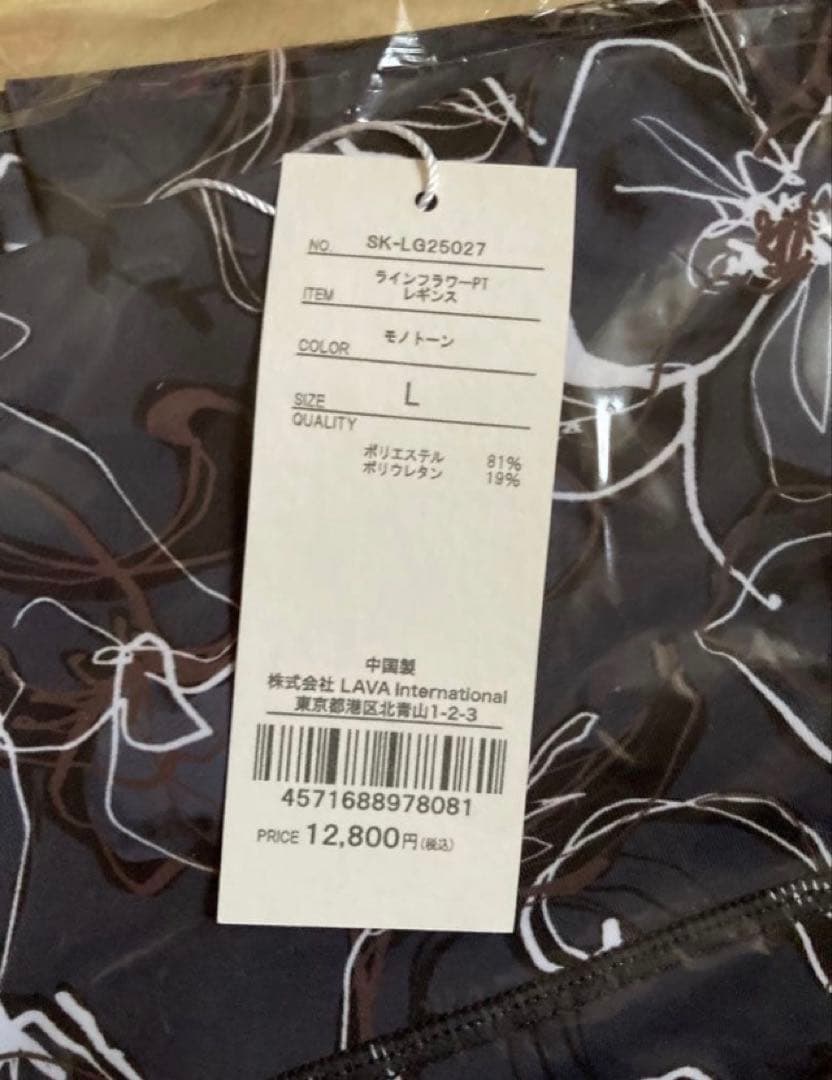 NO. SK-LG25027
ラインフラワーPT
ITEM レギンス
COLOR モノトーン
SIZE L
QUALITY
ポリエステル 81%
ポリウレタン 19%
中国製
株式会社 LAVA International
東京都港区北青山1-2-3
4571688978081
PRICE 12,800円(税込)